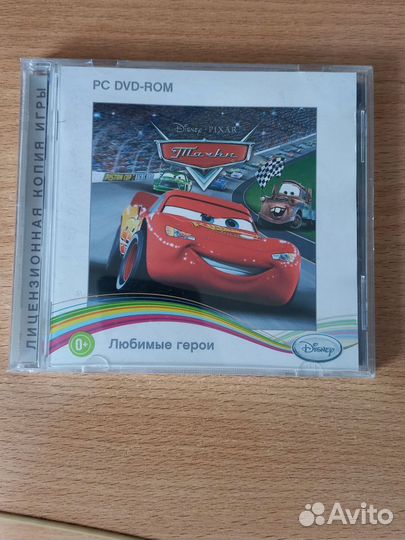 PC DVD-ROM
ЛИЦЕНЗИОННАЯ КОПИЯ ИГРЫ
Disney · PIXAR
Тачки
0+
Любимые герои
Disney
Avito